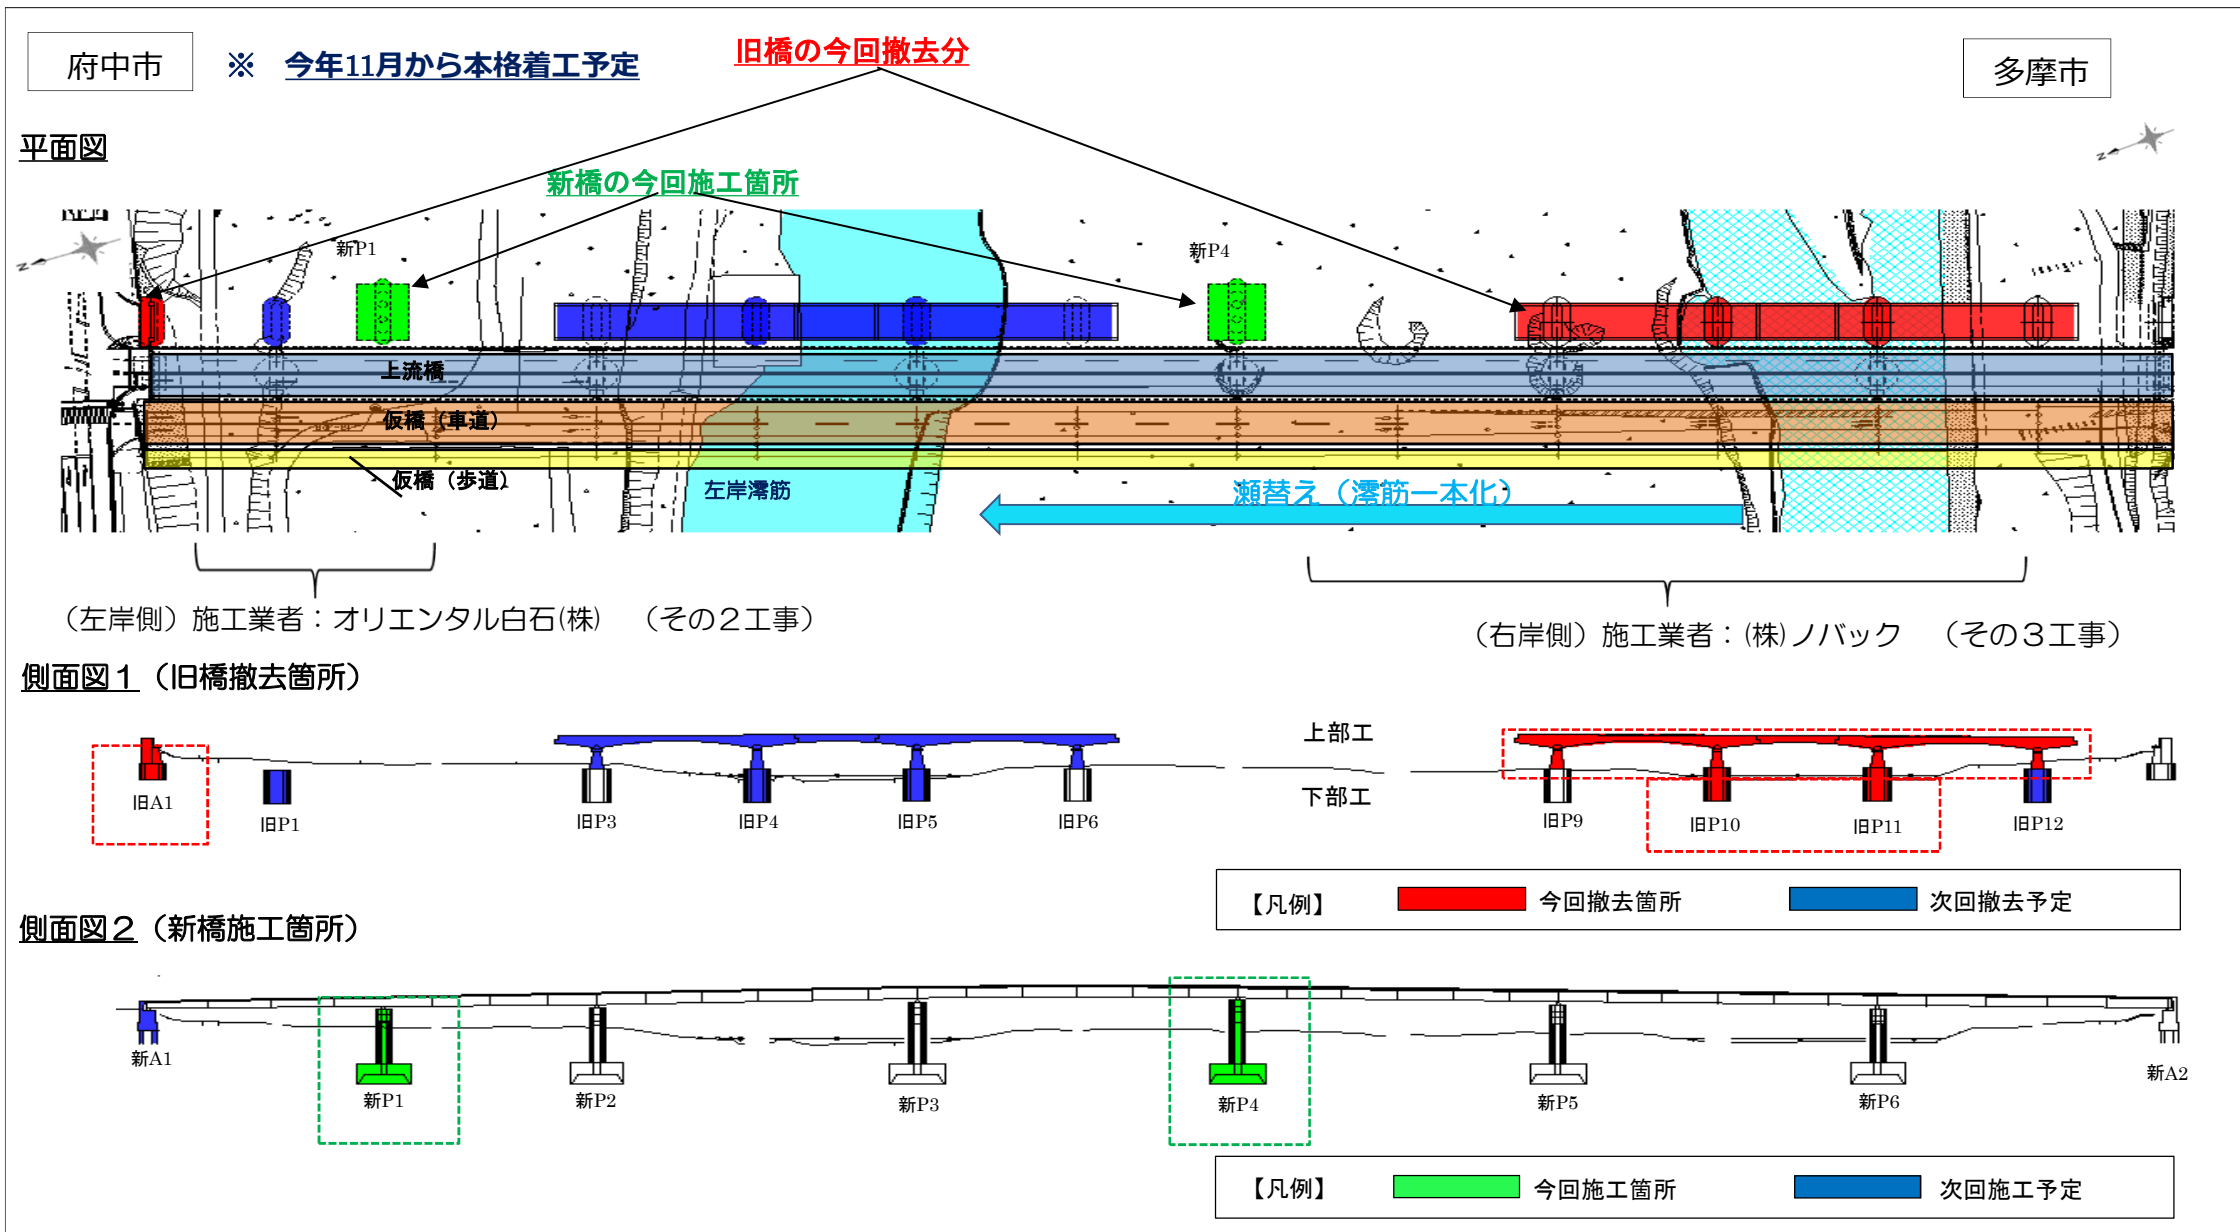 府中市
※　今年11月から本格着工予定
旧橋の今回撤去分
多摩市
平面図
新橋の今回施工箇所
N
N
新P1
新P4
上流橋
仮橋（車道）
仮橋（歩道）
左岸澪筋
瀬替え（澪筋一本化）
（左岸側）施工業者：オリエンタル白石(株)　（その２工事）
（右岸側）施工業者：(株)ノバック　（その３工事）
側面図１（旧橋撤去箇所）
上部工
下部工
旧A1
旧P1
旧P3
旧P4
旧P5
旧P6
旧P9
旧P10
旧P11
旧P12
【凡例】　今回撤去箇所　次回撤去予定
側面図２（新橋施工箇所）
新A1
新P1
新P2
新P3
新P4
新P5
新P6
新A2
【凡例】　今回施工箇所　次回施工予定